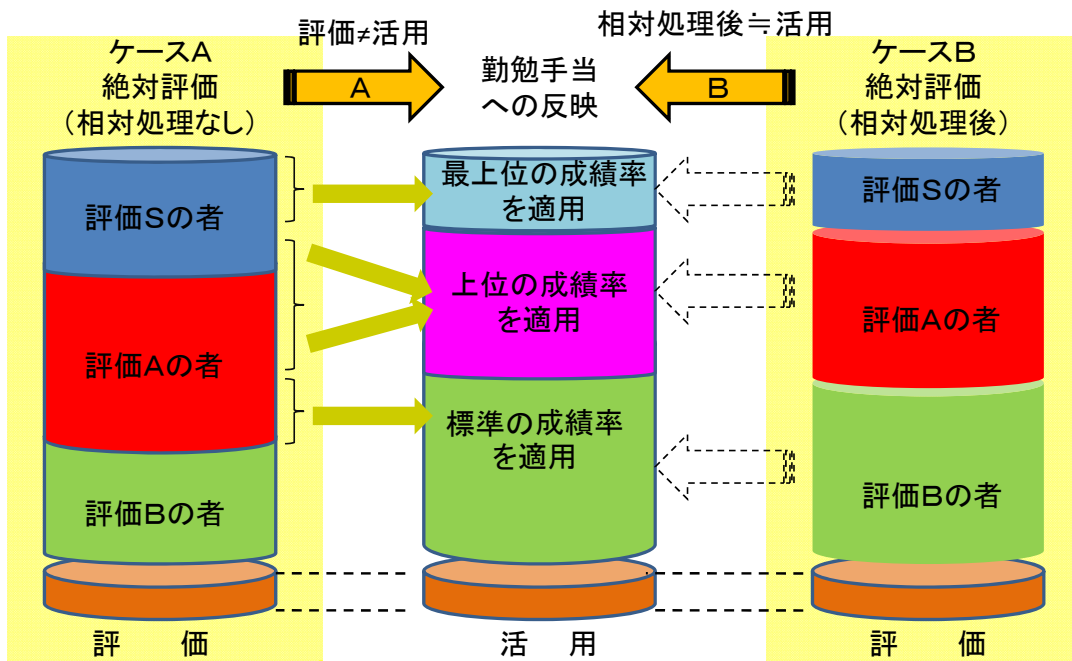 ケースA
絶対評価
（相対処理なし）
評価≠活用
A
勤勉手当
への反映
相対処理後≒活用
B
ケースB
絶対評価
（相対処理後）
評価Sの者
評価Aの者
評価Bの者
最上位の成績率
を適用
上位の成績率
を適用
標準の成績率
を適用
評価Sの者
評価Aの者
評価Bの者
評　価
活　用
評　価